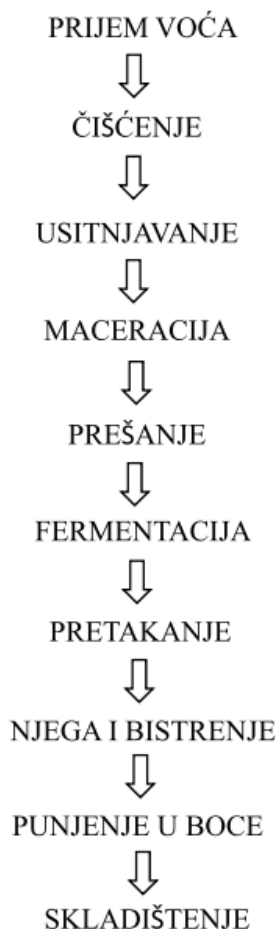 PRIJEM VOĆA
ČIŠĆENJE
USITNJAVANJE
MACERACIJA
PREŠANJE
FERMENTACIJA
PRETAKANJE
NJEGA I BISTRENJE
PUNJENJE U BOCE
SKLADIŠTENJE